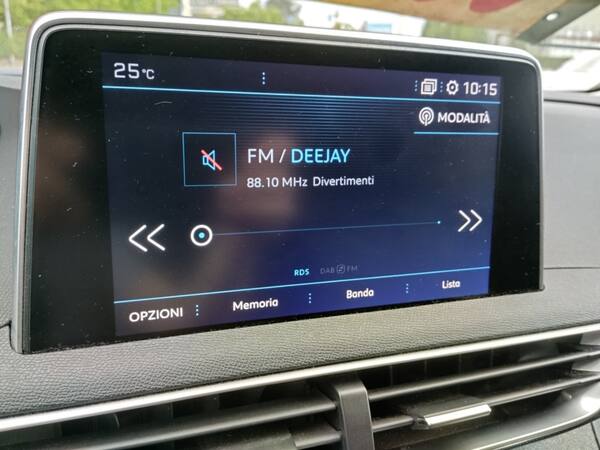 25°C 10:15
MODALITÀ
FM / DEEJAY
88.10 MHz Divertimenti
RDS DAB FM
OPZIONI Memoria Banda Lista